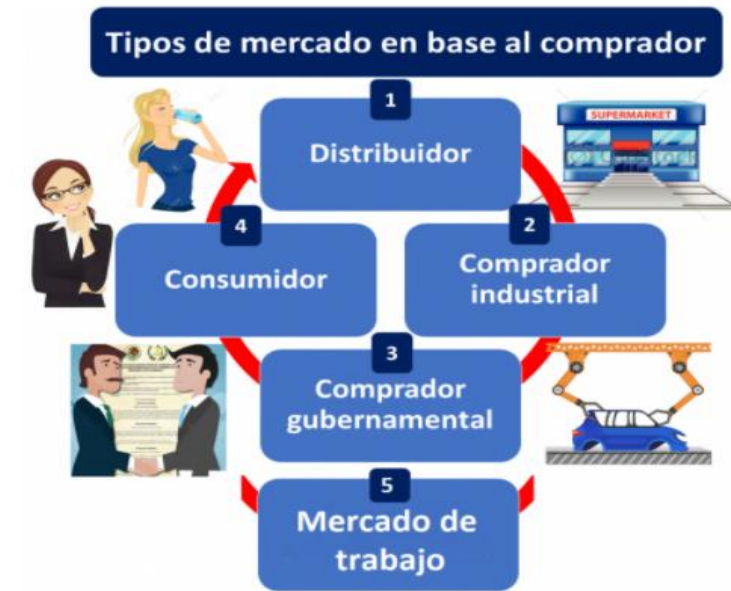 Tipos de mercado en base al comprador
1
Distribuidor
SUPERMARKET
2
Comprador
industrial
3
Comprador
gubernamental
4
Consumidor
5
Mercado de
trabajo